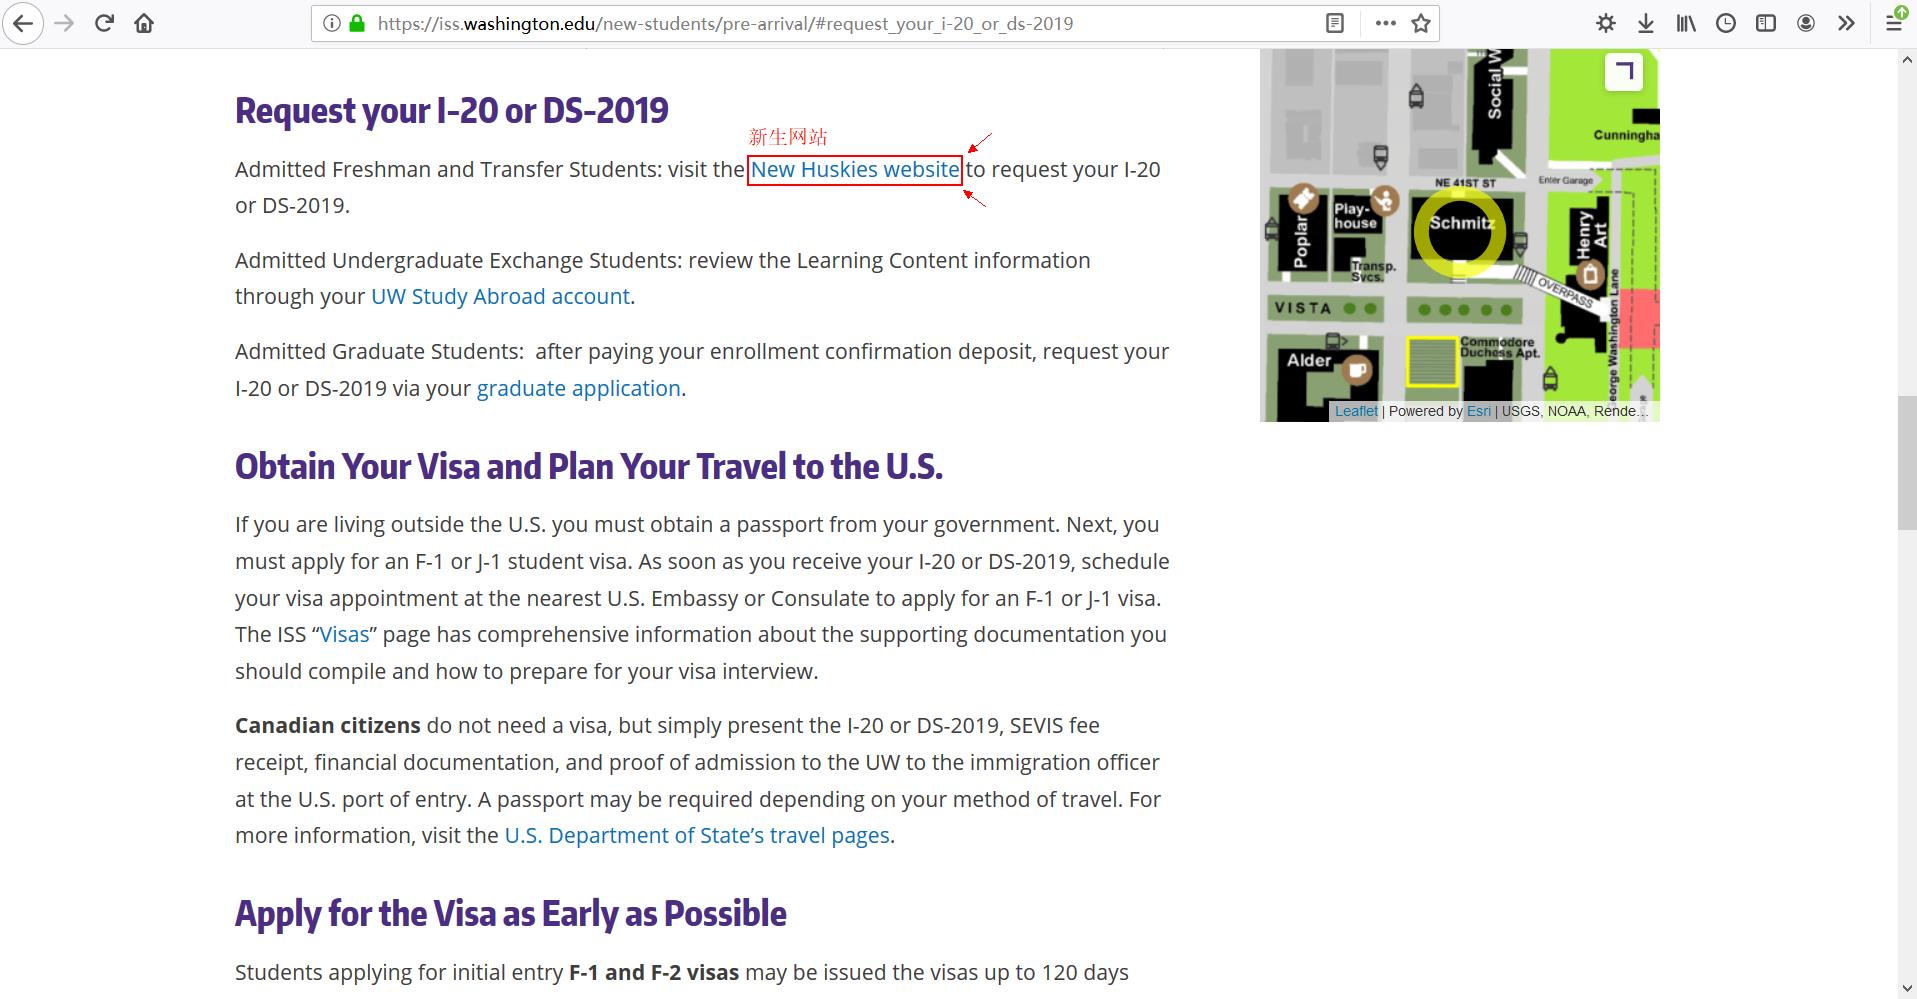 https://iss.washington.edu/new-students/pre-arrival/#request_your_i-20_or_ds-2019
Request your I-20 or DS-2019
新生网站
Admitted Freshman and Transfer Students: visit the New Huskies website to request your I-20
or DS-2019.
Admitted Undergraduate Exchange Students: review the Learning Content information
through your UW Study Abroad account.
Admitted Graduate Students:  after paying your enrollment confirmation deposit, request your
I-20 or DS-2019 via your graduate application.
Obtain Your Visa and Plan Your Travel to the U.S.
If you are living outside the U.S. you must obtain a passport from your government. Next, you
must apply for an F-1 or J-1 student visa. As soon as you receive your I-20 or DS-2019, schedule
your visa appointment at the nearest U.S. Embassy or Consulate to apply for an F-1 or J-1 visa.
The ISS “Visas” page has comprehensive information about the supporting documentation you
should compile and how to prepare for your visa interview.
Canadian citizens do not need a visa, but simply present the I-20 or DS-2019, SEVIS fee
receipt, financial documentation, and proof of admission to the UW to the immigration officer
at the U.S. port of entry. A passport may be required depending on your method of travel. For
more information, visit the U.S. Department of State’s travel pages.
Apply for the Visa as Early as Possible
Students applying for initial entry F-1 and F-2 visas may be issued the visas up to 120 days
Social W
Cunningha
NE 41ST ST
Enter Garage
Poplar
Play-
house
Schmitz
Henry
Art
Transp.
Svcs.
OVERPASS
VISTA
George Washington Lane
Commodore
Duchess Apt.
Alder
Leaflet | Powered by Esri | USGS, NOAA, Rende...